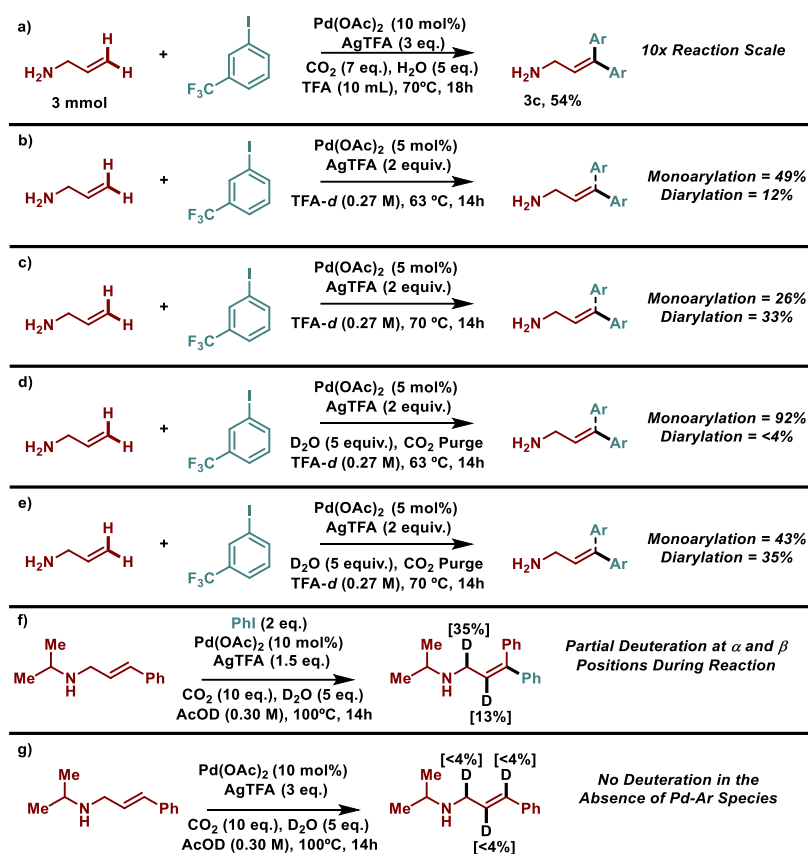 a)
H
H
H2N
3 mmol
+
I
F3C
Pd(OAc)2 (10 mol%)
AgTFA (3 eq.)
CO2 (7 eq.), H2O (5 eq.)
TFA (10 mL), 70ºC, 18h
H2N
Ar
Ar
3c, 54%
10x Reaction Scale
b)
H
H
H2N
+
I
F3C
Pd(OAc)2 (5 mol%)
AgTFA (2 equiv.)
TFA-d (0.27 M), 63 ºC, 14h
H2N
Ar
Ar
Monoarylation = 49%
Diarylation = 12%
c)
H
H
H2N
+
I
F3C
Pd(OAc)2 (5 mol%)
AgTFA (2 equiv.)
TFA-d (0.27 M), 70 ºC, 14h
H2N
Ar
Ar
Monoarylation = 26%
Diarylation = 33%
d)
H
H
H2N
+
I
F3C
Pd(OAc)2 (5 mol%)
AgTFA (2 equiv.)
D2O (5 equiv.), CO2 Purge
TFA-d (0.27 M), 63 ºC, 14h
H2N
Ar
Ar
Monoarylation = 92%
Diarylation = <4%
e)
H
H
H2N
+
I
F3C
Pd(OAc)2 (5 mol%)
AgTFA (2 equiv.)
D2O (5 equiv.), CO2 Purge
TFA-d (0.27 M), 70 ºC, 14h
H2N
Ar
Ar
Monoarylation = 43%
Diarylation = 35%
f)
Me
Me
N
H
Ph
PhI (2 eq.)
Pd(OAc)2 (10 mol%)
AgTFA (1.5 eq.)
CO2 (10 eq.), D2O (5 eq.)
AcOD (0.30 M), 100ºC, 14h
[35%]
D
Ph
Me
Me
N
H
Ph
D
[13%]
Partial Deuteration at α and β
Positions During Reaction
g)
Me
Me
N
H
Ph
Pd(OAc)2 (10 mol%)
AgTFA (3 eq.)
CO2 (10 eq.), D2O (5 eq.)
AcOD (0.30 M), 100ºC, 14h
[<4%] [<4%]
D D
Me
Me
N
H
Ph
D
[<4%]
No Deuteration in the
Absence of Pd-Ar Species